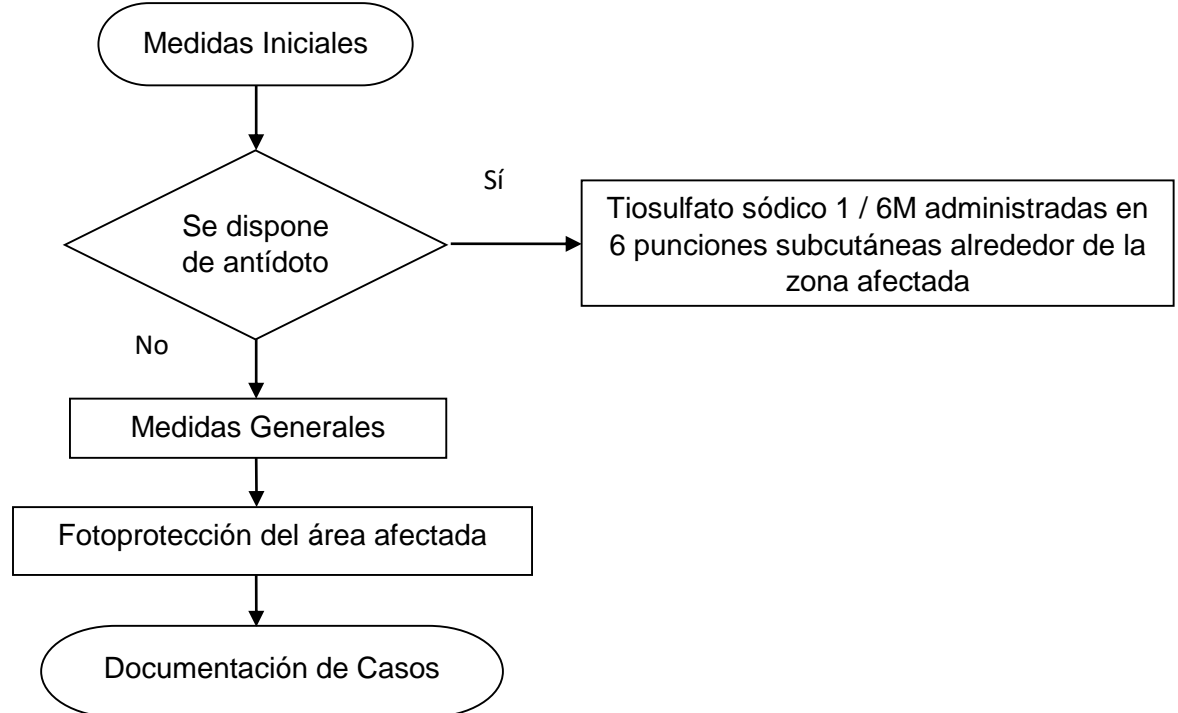 Medidas Iniciales
Se dispone
de antídoto
Sí
Tiosulfato sódico 1 / 6M administradas en
6 punciones subcutáneas alrededor de la
zona afectada
No
Medidas Generales
Fotoprotección del área afectada
Documentación de Casos